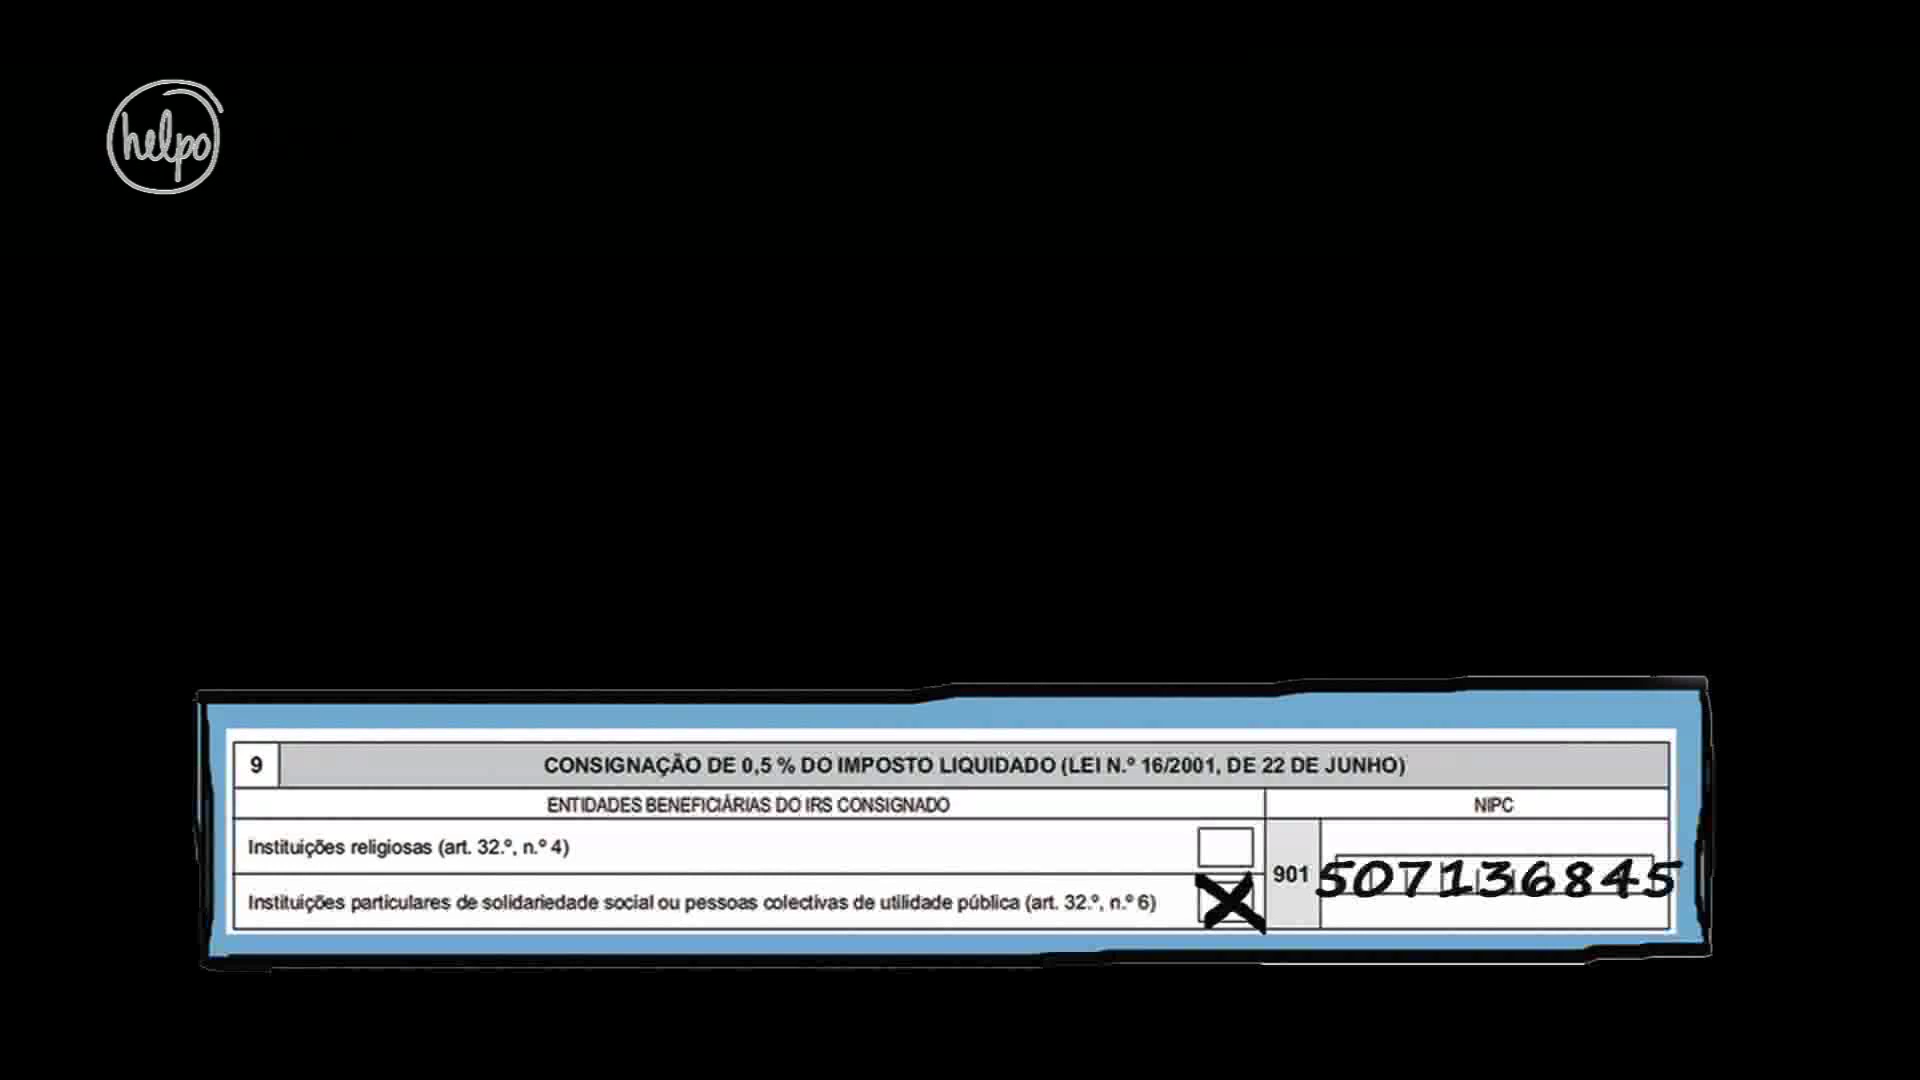 helpo
9 CONSIGNAÇÃO DE 0,5 % DO IMPOSTO LIQUIDADO (LEI N.º 16/2001, DE 22 DE JUNHO)
ENTIDADES BENEFICIÁRIAS DO IRS CONSIGNADO NIPC
Instituições religiosas (art. 32.º, n.º 4)
901 507136845
Instituições particulares de solidariedade social ou pessoas colectivas de utilidade pública (art. 32.º, n.º 6) X